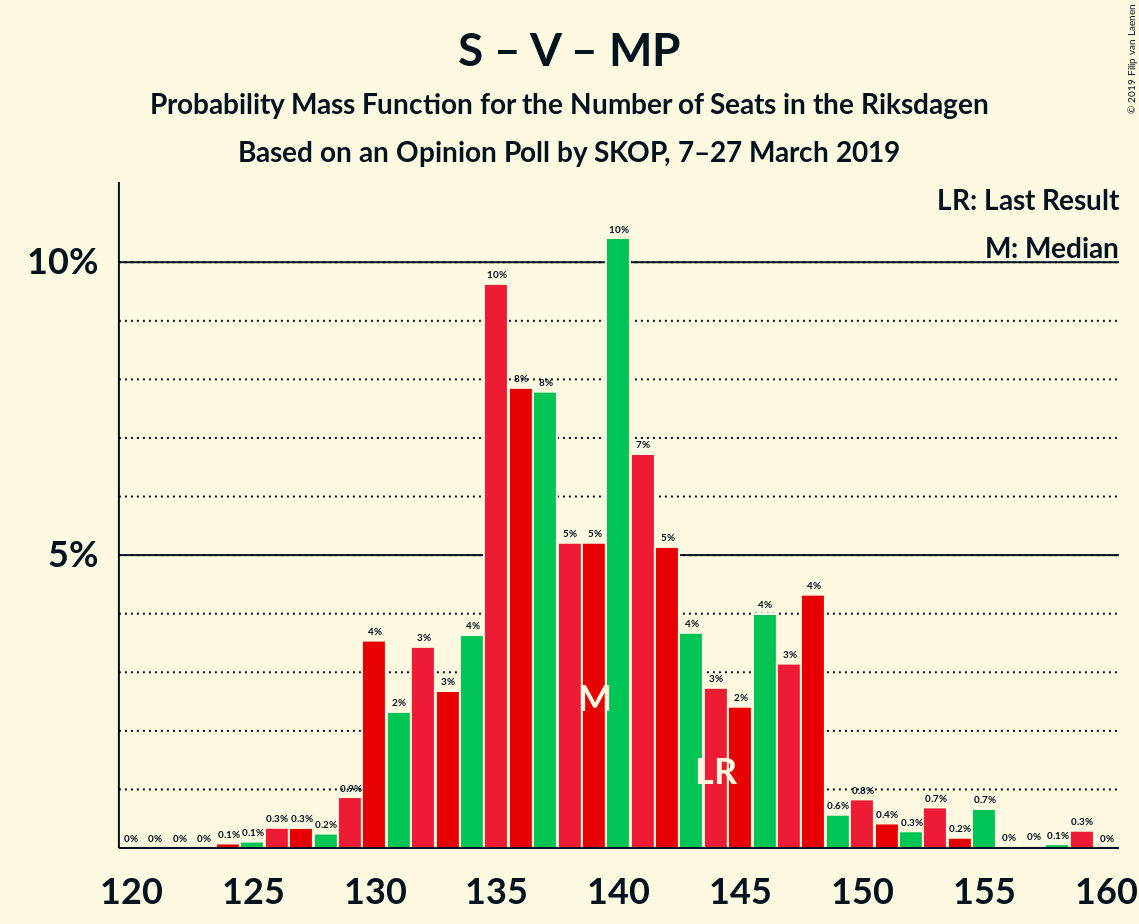 S – V – MP
Probability Mass Function for the Number of Seats in the Riksdagen
Based on an Opinion Poll by SKOP, 7–27 March 2019
© 2019 Filip van Laenen
LR: Last Result
M: Median
10%
5%
0% 0% 0% 0% 0.1% 0.1% 0.3% 0.3% 0.2% 0.9% 4% 2% 3% 3% 4% 10% 8% 8% 5% 5% 10% 7% 5% 4% 3% 2% 4% 3% 4% 0.6% 0.8% 0.4% 0.3% 0.7% 0.2% 0.7% 0% 0% 0.1% 0.3% 0%
M
LR
120 125 130 135 140 145 150 155 160